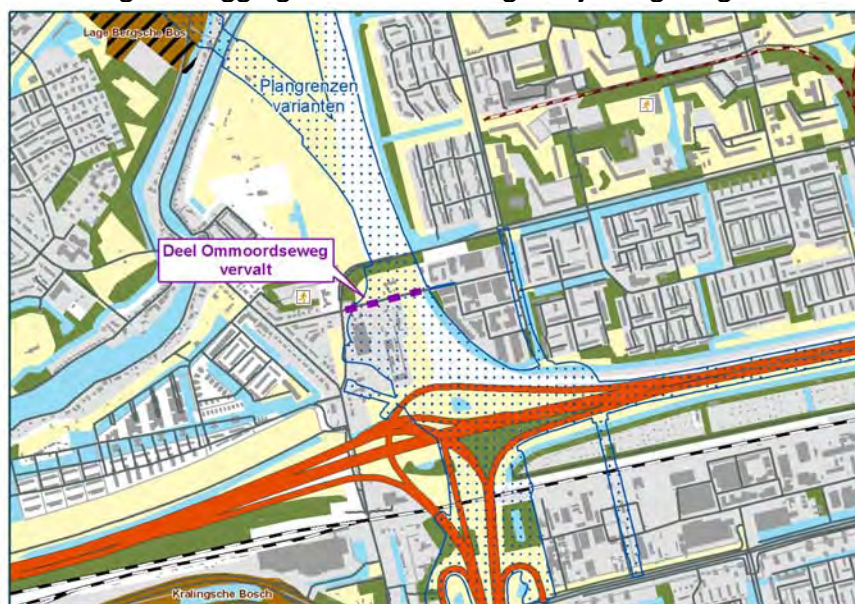 Lage Bergsche Bos
Plangrenzen
varianten
Deel Ommoordseweg
vervalt
Kralingsche Bosch